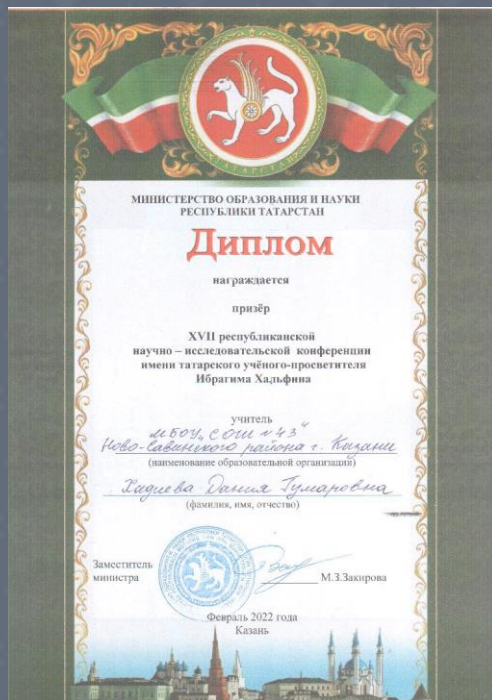 ТАТАРСТАН
МИНИСТЕРСТВО ОБРАЗОВАНИЯ И НАУКИ
РЕСПУБЛИКИ ТАТАРСТАН
Диплом
награждается
призёр
XVII республиканской
научно – исследовательской конференции
имени татарского учёного-просветителя
Ибрагима Хальфина
учитель
МБОУ "СОШ №43"
Ново-Савиновского района г. Казани
(наименование образовательной организации)
Хадиева Дания Гумаровна
(фамилия, имя, отчество)
Заместитель
министра
М.З.Закирова
Февраль 2022 года
Казань